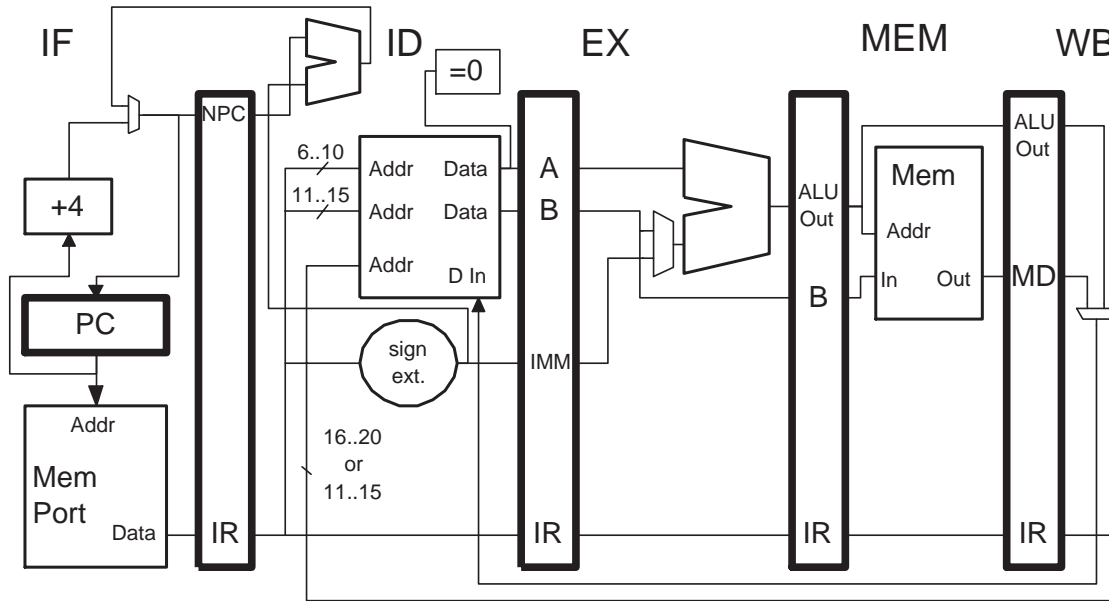 IF
ID
EX
MEM
WB
=0
NPC
+4
PC
Addr
Mem
Port
Data
IR
6..10
11..15
Addr
Data
Addr
Data
Addr
D In
sign
ext.
16..20
or
11..15
A
B
IMM
IR
ALU
Out
B
IR
Mem
Addr
In
Out
ALU
Out
MD
IR